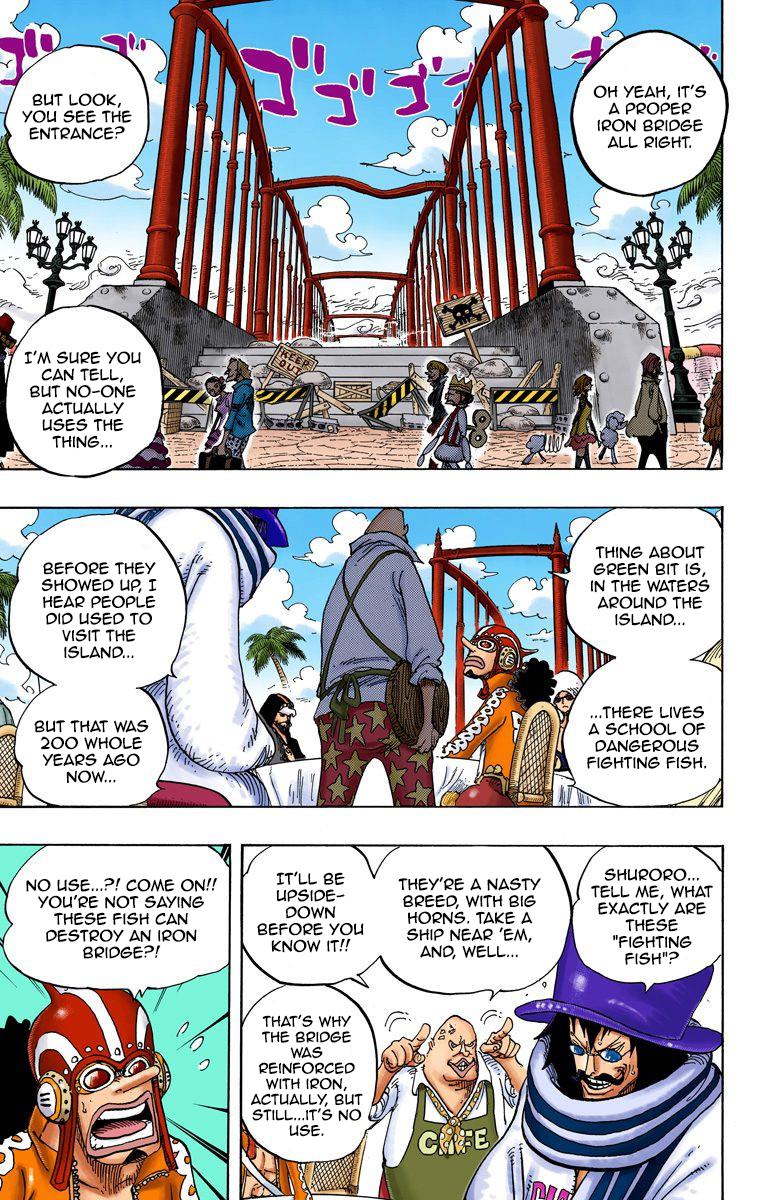 ゴゴゴゴゴゴ
OH YEAH, IT'S
A PROPER
IRON BRIDGE
ALL RIGHT.
BUT LOOK,
YOU SEE THE
ENTRANCE?
KEEP
OUT
I'M SURE YOU
CAN TELL,
BUT NO-ONE
ACTUALLY
USES THE
THING...
THING ABOUT
GREEN BIT IS,
IN THE WATERS
AROUND THE
ISLAND...
...THERE LIVES
A SCHOOL OF
DANGEROUS
FIGHTING FISH.
BEFORE THEY
SHOWED UP, I
HEAR PEOPLE
DID USED TO
VISIT THE
ISLAND...
BUT THAT WAS
200 WHOLE
YEARS AGO
NOW...
SHURORO...
TELL ME, WHAT
EXACTLY ARE
THESE
"FIGHTING
FISH"?
THEY'RE A NASTY
BREED, WITH BIG
HORNS. TAKE A
SHIP NEAR 'EM,
AND, WELL...
IT'LL BE
UPSIDE-
DOWN
BEFORE YOU
KNOW IT!!
THAT'S WHY
THE BRIDGE
WAS
REINFORCED
WITH IRON,
ACTUALLY, BUT
STILL...IT'S NO
USE.
CAFE
NO USE...?! COME ON!!
YOU'RE NOT SAYING
THESE FISH CAN
DESTROY AN IRON
BRIDGE?!